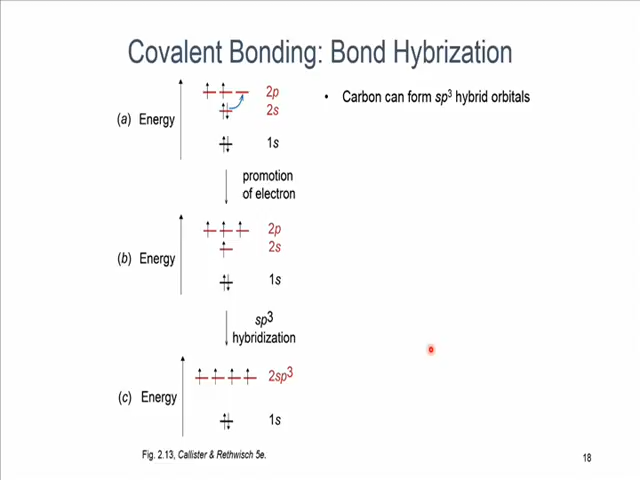 Covalent Bonding: Bond Hybrization
(a) Energy
2p
2s
1s
• Carbon can form sp³ hybrid orbitals
promotion
of electron
(b) Energy
2p
2s
1s
sp³
hybridization
(c) Energy
2sp³
1s
Fig. 2.13, Callister & Rethwisch 5e.
18